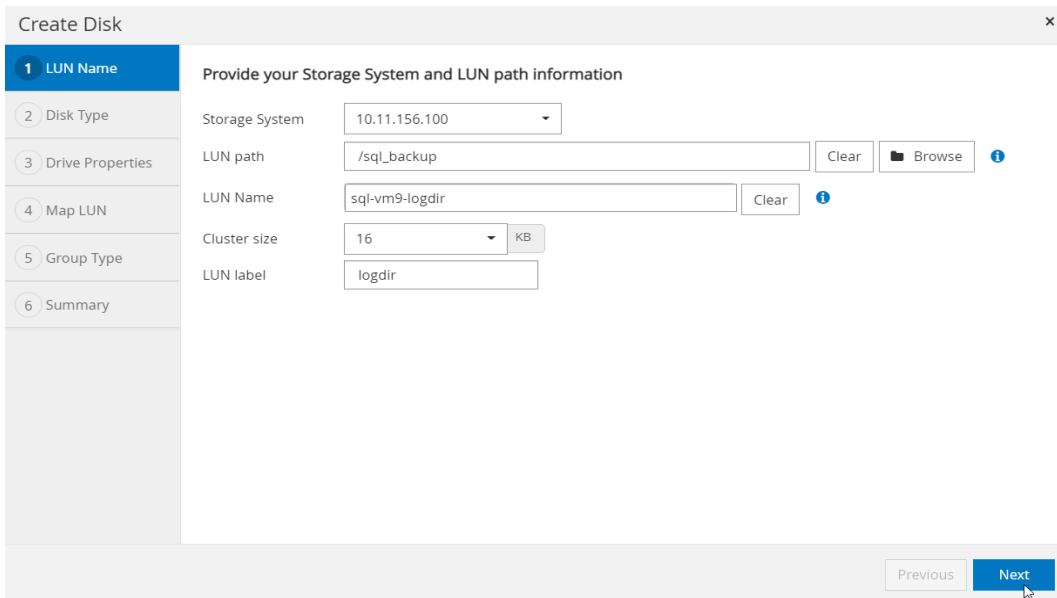 Create Disk
×
1 LUN Name
2 Disk Type
3 Drive Properties
4 Map LUN
5 Group Type
6 Summary
Provide your Storage System and LUN path information
Storage System 10.11.156.100
LUN path /sql_backup Clear Browse i
LUN Name sql-vm9-logdir Clear i
Cluster size 16 KB
LUN label logdir
Previous Next